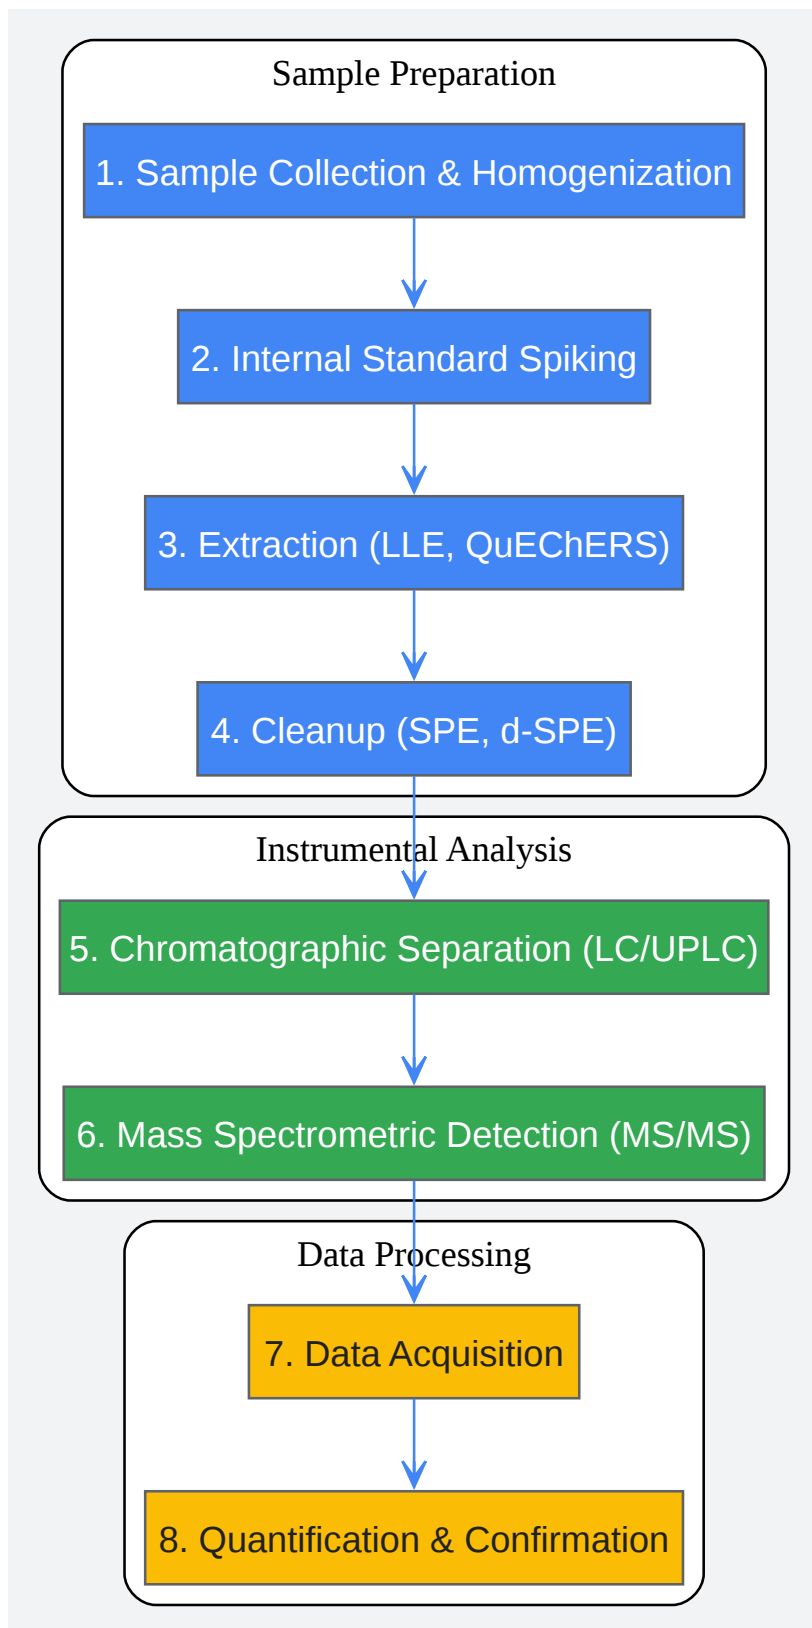 Sample Preparation
1. Sample Collection & Homogenization
2. Internal Standard Spiking
3. Extraction (LLE, QuEChERS)
4. Cleanup (SPE, d-SPE)
Instrumental Analysis
5. Chromatographic Separation (LC/UPLC)
6. Mass Spectrometric Detection (MS/MS)
Data Processing
7. Data Acquisition
8. Quantification & Confirmation